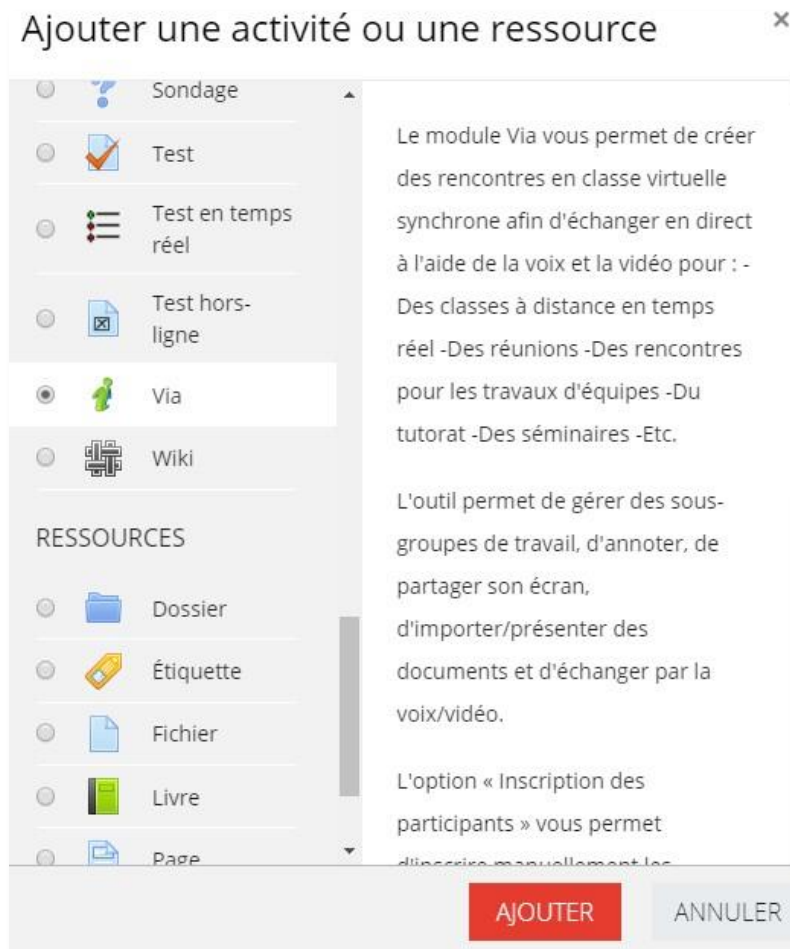 Ajouter une activité ou une ressource
×
Sondage
Test
Test en temps
réel
Test hors-
ligne
Via
Wiki
RESSOURCES
Dossier
Étiquette
Fichier
Livre
Page
Le module Via vous permet de créer
des rencontres en classe virtuelle
synchrone afin d'échanger en direct
à l'aide de la voix et la vidéo pour : -
Des classes à distance en temps
réel -Des réunions -Des rencontres
pour les travaux d'équipes -Du
tutorat -Des séminaires -Etc.
L'outil permet de gérer des sous-
groupes de travail, d'annoter, de
partager son écran,
d'importer/présenter des
documents et d'échanger par la
voix/vidéo.
L'option « Inscription des
participants » vous permet
d'inscrire manuellement les
AJOUTER
ANNULER